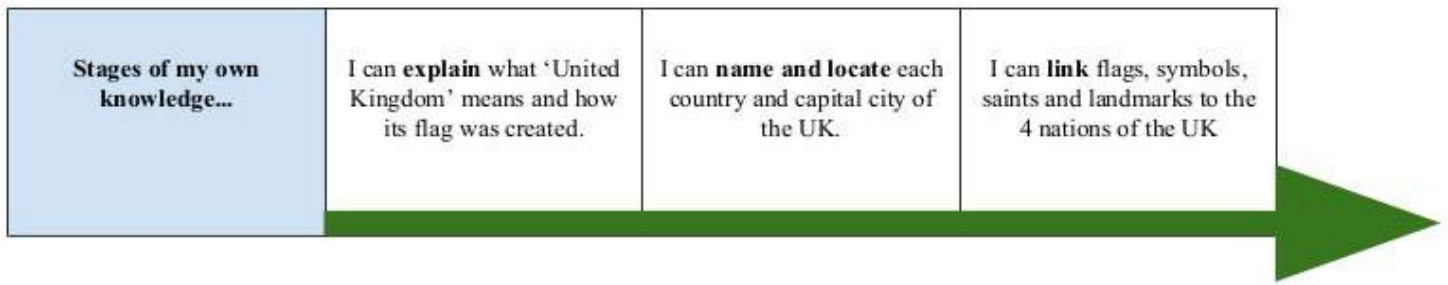 Stages of my own
knowledge...
I can explain what ‘United
Kingdom’ means and how
its flag was created.
I can name and locate each
country and capital city of
the UK.
I can link flags, symbols,
saints and landmarks to the
4 nations of the UK